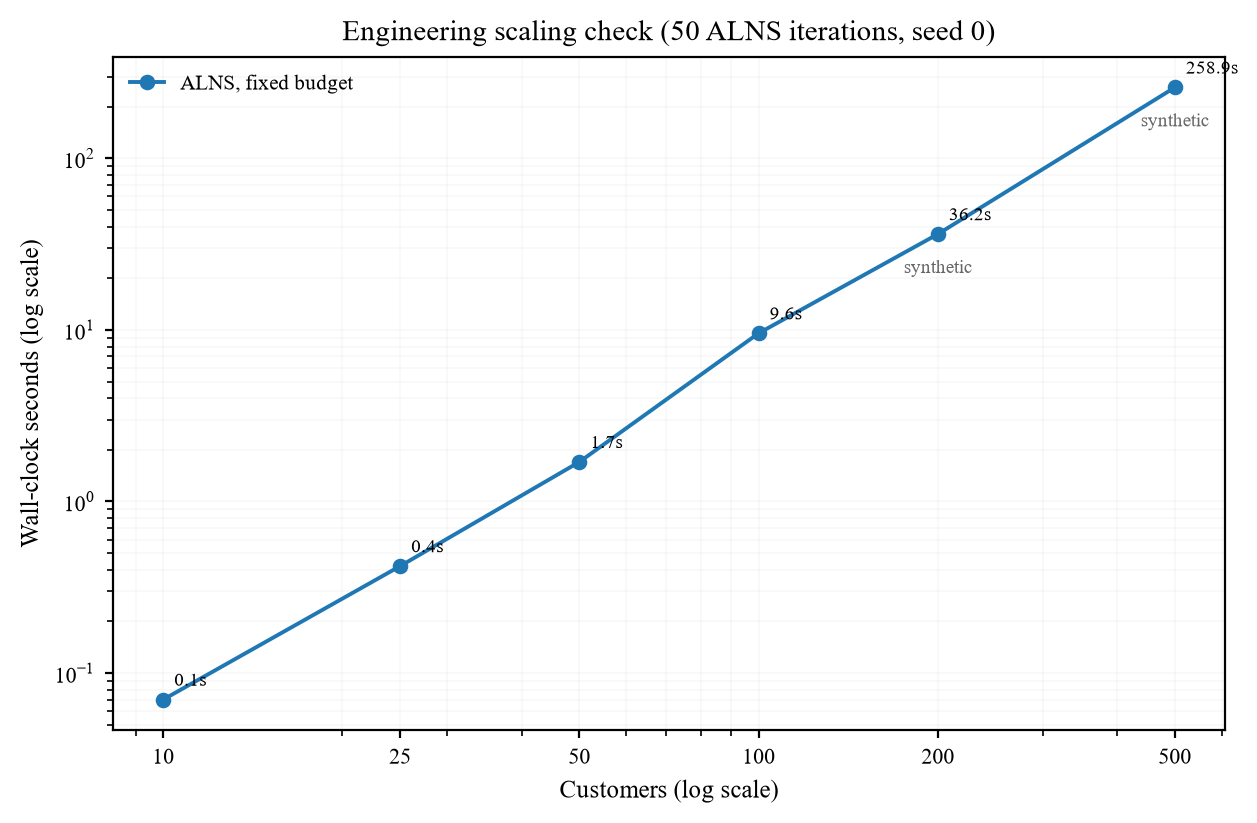 Engineering scaling check (50 ALNS iterations, seed 0)
ALNS, fixed budget
258.9s
synthetic
10²
36.2s
synthetic
10¹
9.6s
1.7s
10⁰
0.4s
10⁻¹
0.1s
Wall-clock seconds (log scale)
10 25 50 100 200 500
Customers (log scale)